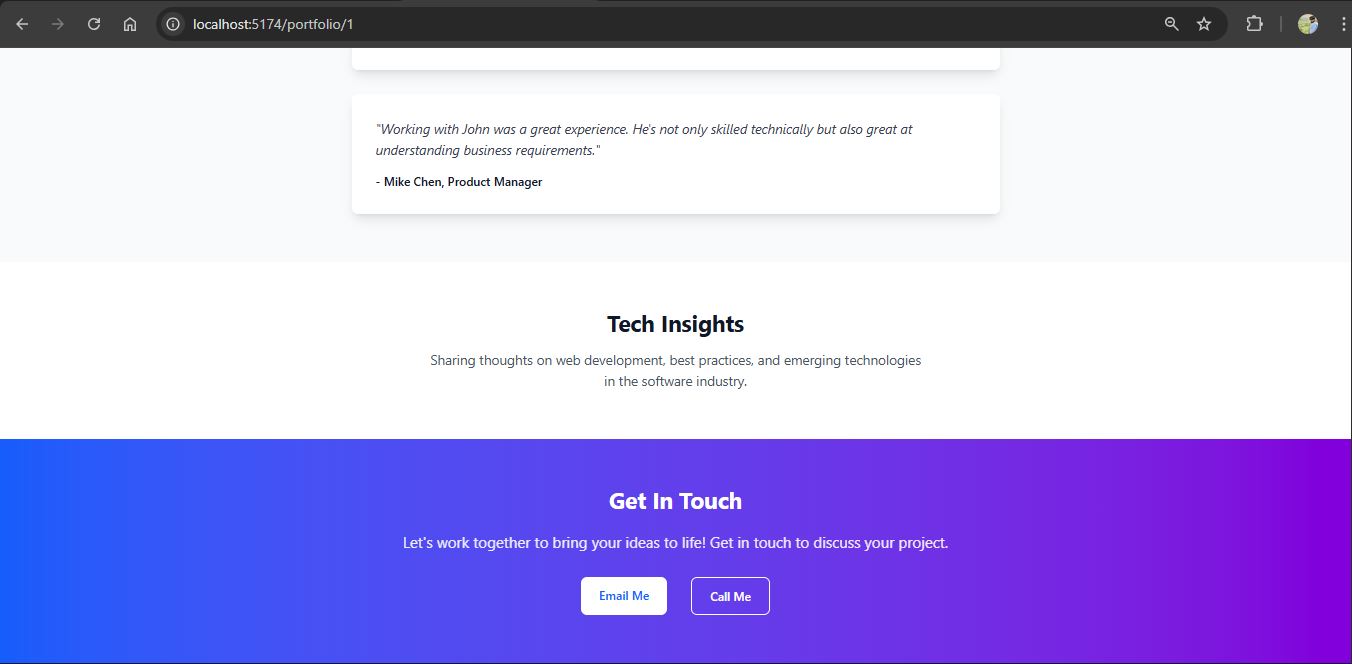 localhost:5174/portfolio/1
"Working with John was a great experience. He's not only skilled technically but also great at
understanding business requirements."
- Mike Chen, Product Manager
Tech Insights
Sharing thoughts on web development, best practices, and emerging technologies
in the software industry.
Get In Touch
Let's work together to bring your ideas to life! Get in touch to discuss your project.
Email Me
Call Me